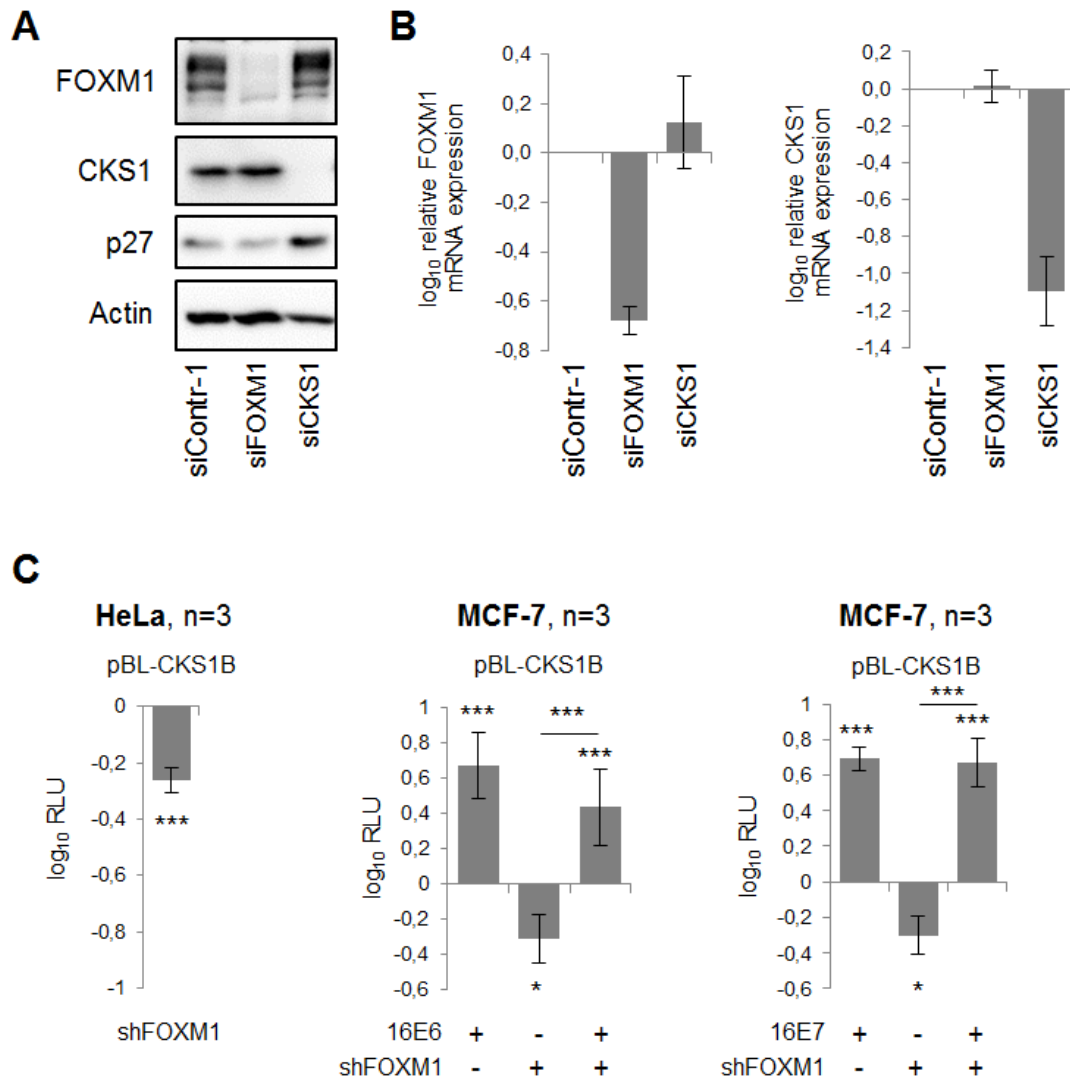 A
FOXM1
CKS1
p27
Actin
siContr-1
siFOXM1
siCKS1
B
log10 relative FOXM1
mRNA expression
0,4
0,2
0,0
-0,2
-0,4
-0,6
-0,8
siContr-1
siFOXM1
siCKS1
log10 relative CKS1
mRNA expression
0,2
0,0
-0,2
-0,4
-0,6
-0,8
-1,0
-1,2
-1,4
siContr-1
siFOXM1
siCKS1
C
HeLa, n=3
pBL-CKS1B
log10 RLU
0
-0,2
-0,4
-0,6
-0,8
-1
***
shFOXM1
MCF-7, n=3
pBL-CKS1B
log10 RLU
1
0,8
0,6
0,4
0,2
0
-0,2
-0,4
-0,6
***
***
***
*
16E6 + - +
shFOXM1 - + +
MCF-7, n=3
pBL-CKS1B
log10 RLU
1
0,8
0,6
0,4
0,2
0
-0,2
-0,4
-0,6
***
***
***
*
16E7 + - +
shFOXM1 - + +